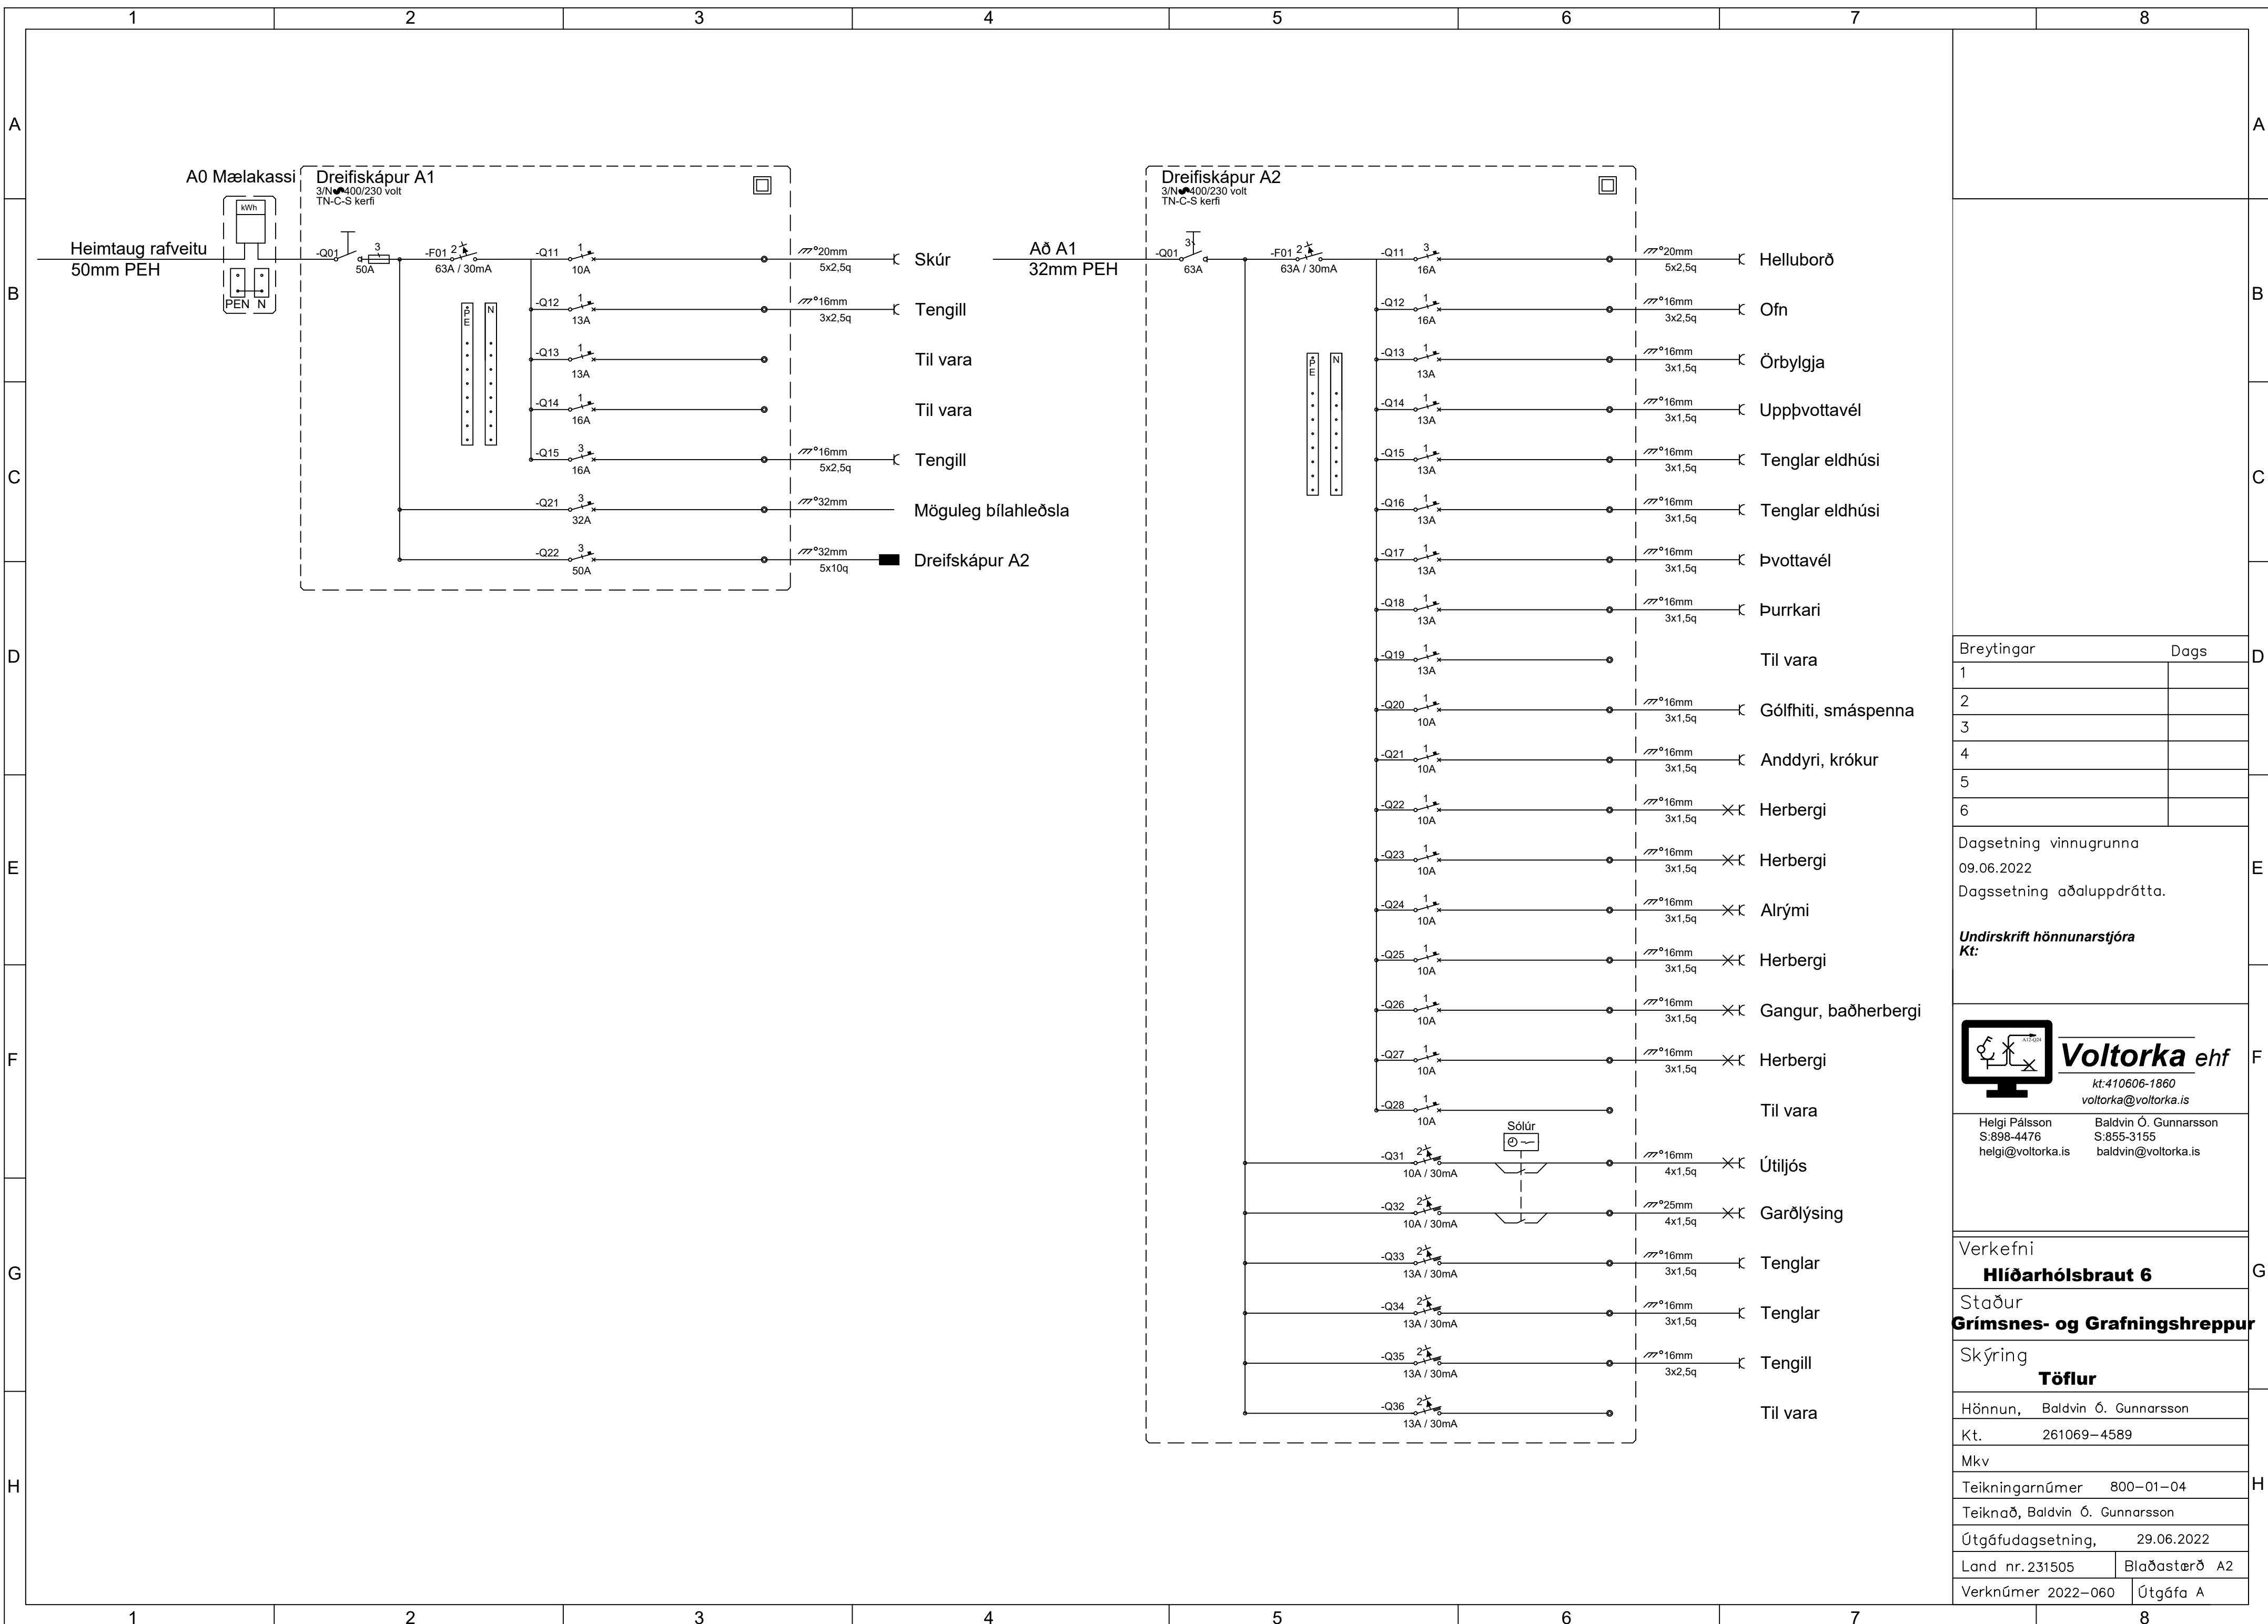 1 2 3 4 5 6 7 8
A
B
C
D
E
F
G
H
A0 Mælakassi
kWh
Heimtaug rafveitu
50mm PEH
PEN N
Dreifiskápur A1
3/N 400/230 volt
TN-C-S kerfi
-Q01 3
50A
-F01 2
63A / 30mA
PE N
-Q11 1 10A 20mm 5x2,5q Skúr
-Q12 1 13A 16mm 3x2,5q Tengill
-Q13 1 13A Til vara
-Q14 1 16A Til vara
-Q15 3 16A 16mm 5x2,5q Tengill
-Q21 3 32A 32mm Möguleg bílahleðsla
-Q22 3 50A 32mm 5x10q Dreifskápur A2
Að A1
32mm PEH
Dreifiskápur A2
3/N 400/230 volt
TN-C-S kerfi
-Q01 3
63A
-F01 2
63A / 30mA
PE N
-Q11 3 16A 20mm 5x2,5q Helluborð
-Q12 1 16A 16mm 3x2,5q Ofn
-Q13 1 13A 16mm 3x1,5q Örbylgja
-Q14 1 13A 16mm 3x1,5q Uppþvottavél
-Q15 1 13A 16mm 3x1,5q Tenglar eldhúsi
-Q16 1 13A 16mm 3x1,5q Tenglar eldhúsi
-Q17 1 13A 16mm 3x1,5q Þvottavél
-Q18 1 13A 16mm 3x1,5q Þurrkari
-Q19 1 13A Til vara
-Q20 1 10A 16mm 3x1,5q Gólfhiti, smáspenna
-Q21 1 10A 16mm 3x1,5q Anddyri, krókur
-Q22 1 10A 16mm 3x1,5q Herbergi
-Q23 1 10A 16mm 3x1,5q Herbergi
-Q24 1 10A 16mm 3x1,5q Alrými
-Q25 1 10A 16mm 3x1,5q Herbergi
-Q26 1 10A 16mm 3x1,5q Gangur, baðherbergi
-Q27 1 10A 16mm 3x1,5q Herbergi
-Q28 1 10A Til vara
Sólúr
-Q31 2 10A / 30mA 16mm 4x1,5q Útiljós
-Q32 2 10A / 30mA 25mm 4x1,5q Garðlýsing
-Q33 2 13A / 30mA 16mm 3x1,5q Tenglar
-Q34 2 13A / 30mA 16mm 3x1,5q Tenglar
-Q35 2 13A / 30mA 16mm 3x2,5q Tengill
-Q36 2 13A / 30mA Til vara
Breytingar Dags
1
2
3
4
5
6
Dagsetning vinnugrunna
09.06.2022
Dagssetning aðaluppdrátta.
Undirskrift hönnunarstjóra
Kt:
A12-Q24
Voltorka ehf
kt:410606-1860
voltorka@voltorka.is
Helgi Pálsson Baldvin Ó. Gunnarsson
S:898-4476 S:855-3155
helgi@voltorka.is baldvin@voltorka.is
Verkefni
Hlíðarhólsbraut 6
Staður
Grímsnes- og Grafningshreppur
Skýring
Töflur
Hönnun, Baldvin Ó. Gunnarsson
Kt. 261069-4589
Mkv
Teikningarnúmer 800-01-04
Teiknað, Baldvin Ó. Gunnarsson
Útgáfudagsetning, 29.06.2022
Land nr. 231505 Blaðastærð A2
Verknúmer 2022-060 Útgáfa A
A
B
C
D
E
F
G
H
1 2 3 4 5 6 7 8